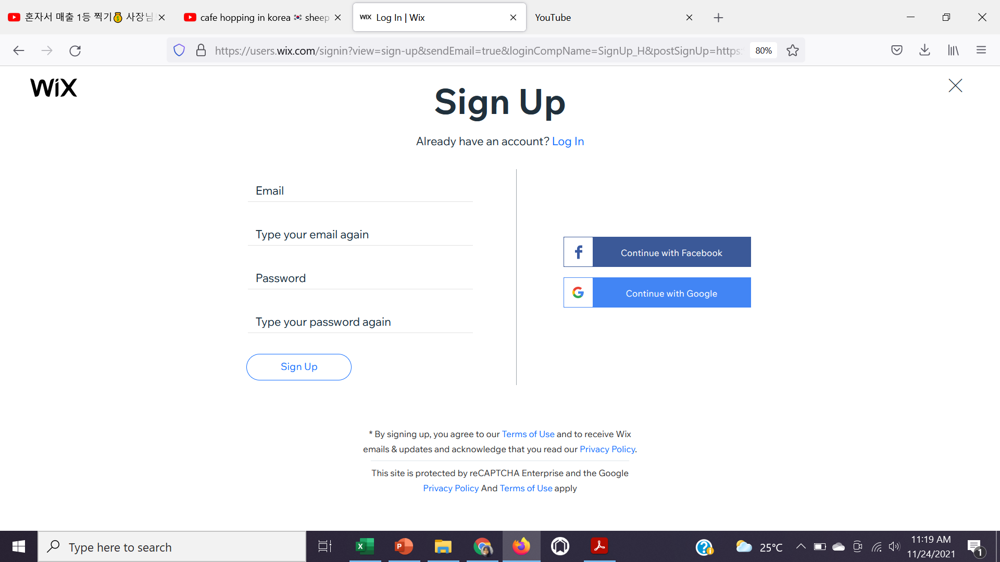 혼자서 매출 1등 찍기💰 사장님
cafe hopping in korea 🇰🇷 sheep
WIX Log In | Wix
YouTube
https://users.wix.com/signin?view=sign-up&sendEmail=true&loginCompName=SignUp_H&postSignUp=https:
80%
WiX
Sign Up
Already have an account? Log In
Email
Type your email again
Password
Type your password again
Sign Up
f Continue with Facebook
G Continue with Google
* By signing up, you agree to our Terms of Use and to receive Wix
emails & updates and acknowledge that you read our Privacy Policy.
This site is protected by reCAPTCHA Enterprise and the Google
Privacy Policy And Terms of Use apply
Type here to search
25°C
11:19 AM
11/24/2021
1